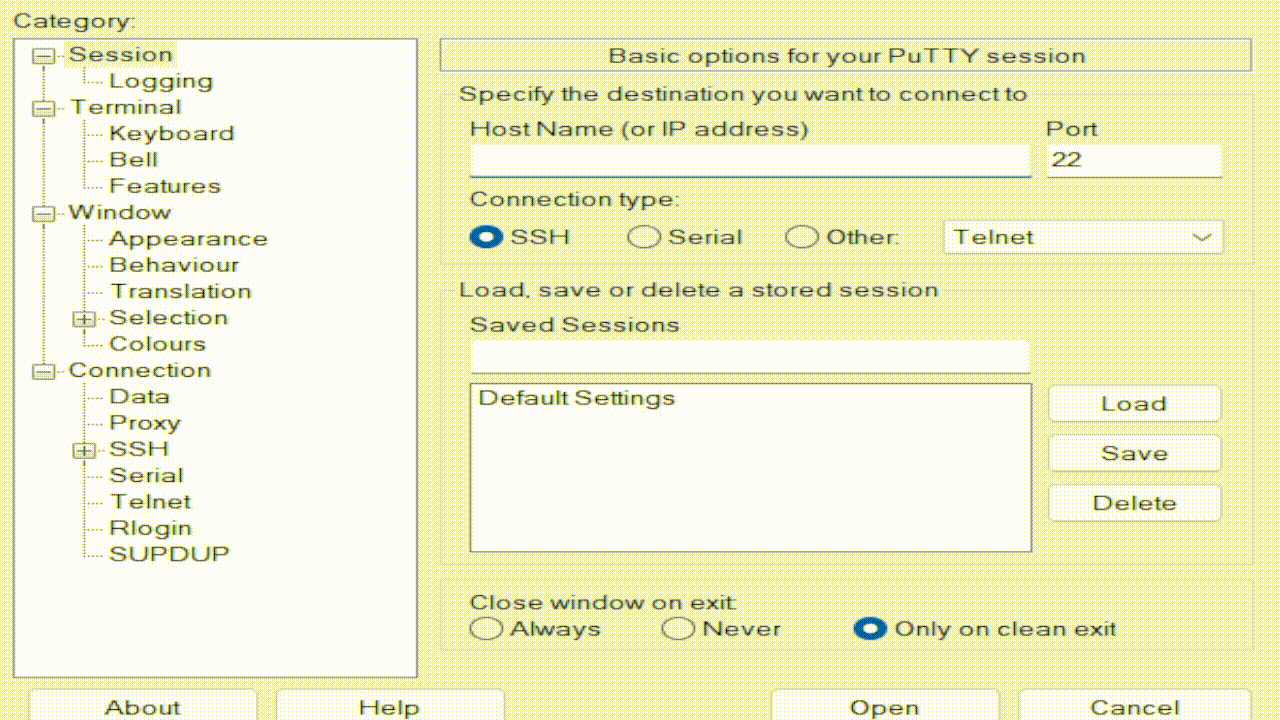 Category:
Session
Logging
Terminal
Keyboard
Bell
Features
Window
Appearance
Behaviour
Translation
Selection
Colours
Connection
Data
Proxy
SSH
Serial
Telnet
Rlogin
SUPDUP
Basic options for your PuTTY session
Specify the destination you want to connect to
Host Name (or IP address) Port
22
Connection type:
SSH Serial Other: Telnet
Load, save or delete a stored session
Saved Sessions
Default Settings
Load
Save
Delete
Close window on exit:
Always Never Only on clean exit
About Help Open Cancel